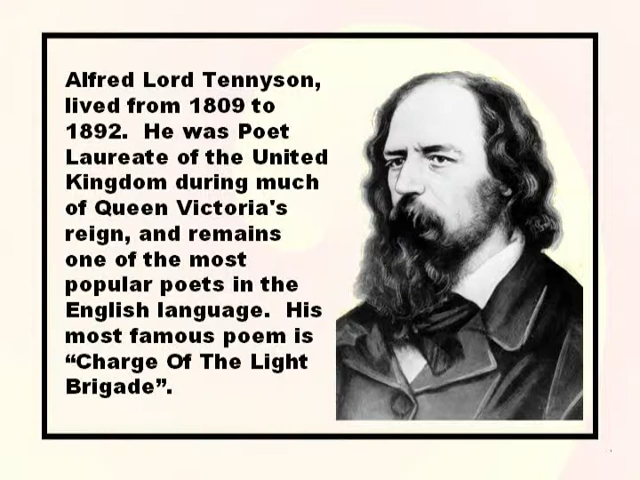 Alfred Lord Tennyson,
lived from 1809 to
1892.  He was Poet
Laureate of the United
Kingdom during much
of Queen Victoria's
reign, and remains
one of the most
popular poets in the
English language.  His
most famous poem is
“Charge Of The Light
Brigade”.